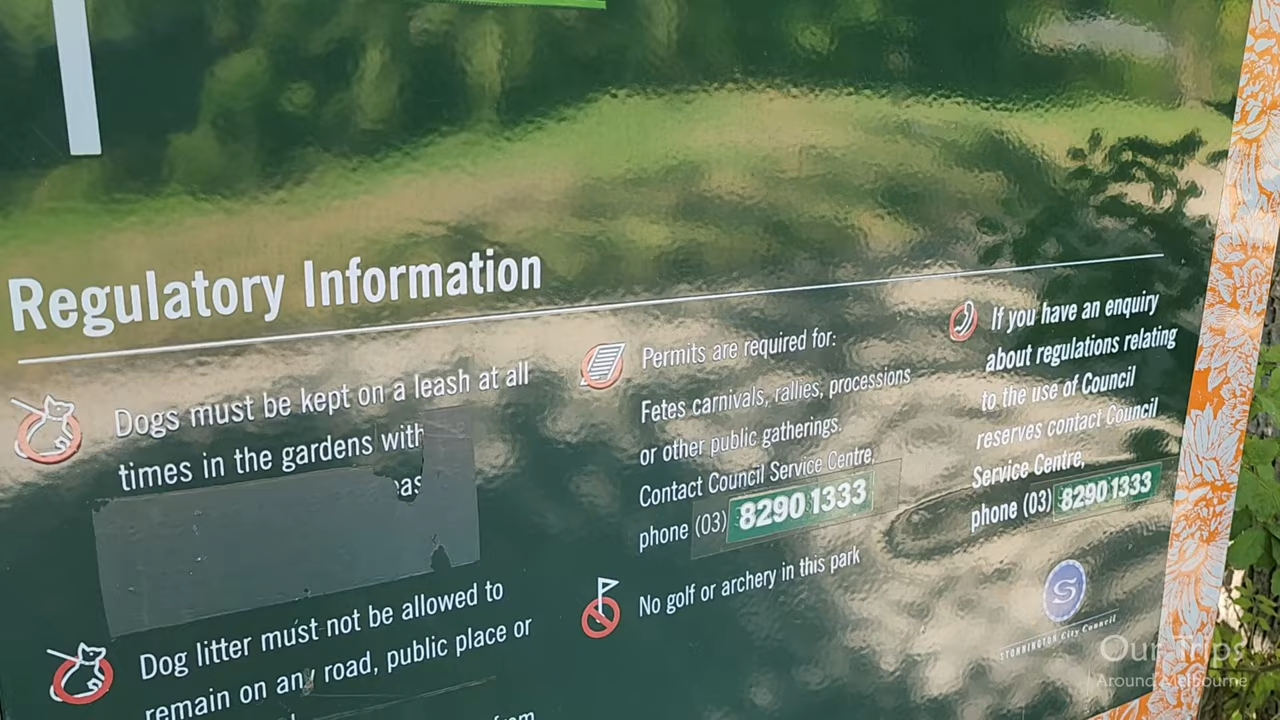 Regulatory Information
Dogs must be kept on a leash at all
times in the gardens with
Dog litter must not be allowed to
remain on any road, public place or
from
Permits are required for:
Fetes carnivals, rallies, processions
or other public gatherings.
Contact Council Service Centre,
phone (03) 8290 1333
No golf or archery in this park
If you have an enquiry
about regulations relating
to the use of Council
reserves contact Council
Service Centre,
phone (03) 8290 1333
S
STONNINGTON City Council
Our Trips
Around Melbourne